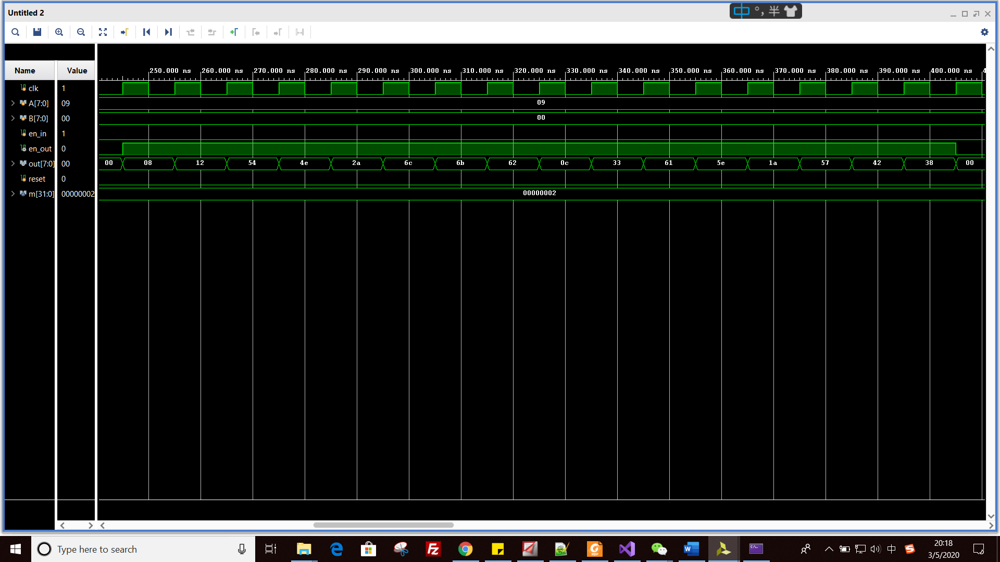 Untitled 2
中 °, 半
Name Value
250.000 ns 260.000 ns 270.000 ns 280.000 ns 290.000 ns 300.000 ns 310.000 ns 320.000 ns 330.000 ns 340.000 ns 350.000 ns 360.000 ns 370.000 ns 380.000 ns 390.000 ns 400.000 ns 4
clk 1
A[7:0] 09 09
B[7:0] 00 00
en_in 1
en_out 0
out[7:0] 00 00 08 12 54 4e 2a 6c 6b 62 0c 33 61 5e 1a 57 42 38 00
reset 0
m[31:0] 00000002 00000002
Type here to search
中
20:18
3/5/2020